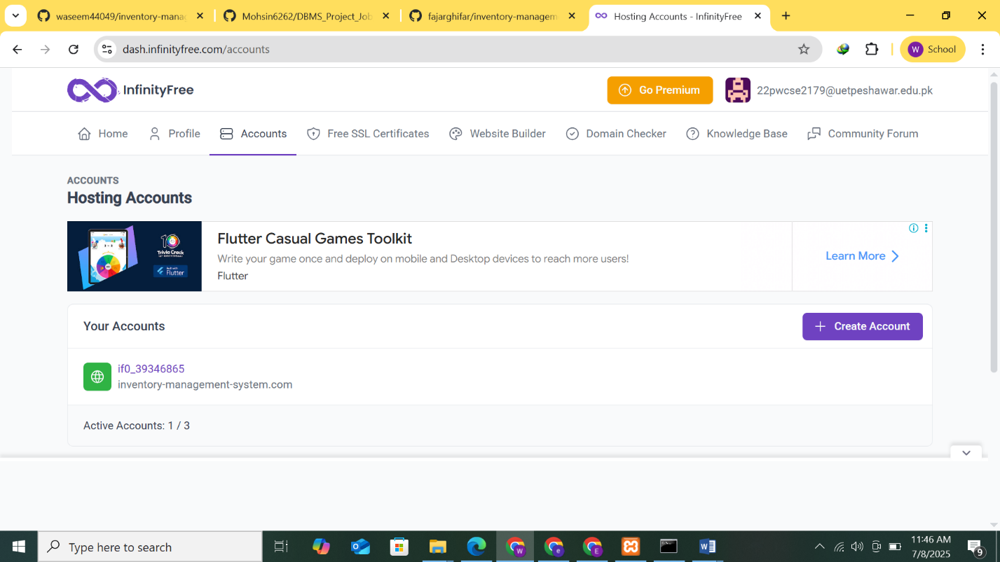 waseem44049/inventory-manag
Mohsin6262/DBMS_Project_Job
fajarghifar/inventory-managem
Hosting Accounts - InfinityFree
dash.infinityfree.com/accounts
W School
InfinityFree
Go Premium
22pwcse2179@uetpeshawar.edu.pk
Home Profile Accounts Free SSL Certificates Website Builder Domain Checker Knowledge Base Community Forum
ACCOUNTS
Hosting Accounts
Trivia Crack
Built with Flutter
Flutter Casual Games Toolkit
Write your game once and deploy on mobile and Desktop devices to reach more users!
Flutter
Learn More
Your Accounts
Create Account
if0_39346865
inventory-management-system.com
Active Accounts: 1 / 3
Type here to search
11:46 AM
7/8/2025
9